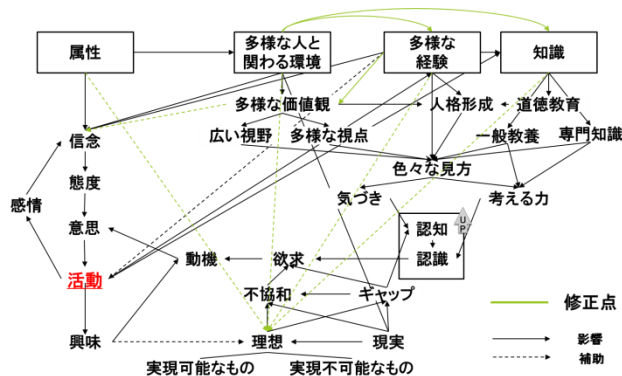 属性
多様な人と
関わる環境
多様な
経験
知識
多様な価値観
人格形成
道徳教育
信念
広い視野
多様な視点
一般教養
専門知識
色々な見方
態度
感情
気づき
考える力
意思
認知
UP
動機
欲求
認識
活動
不協和
ギャップ
修正点
興味
理想
現実
影響
補助
実現可能なもの
実現不可能なもの